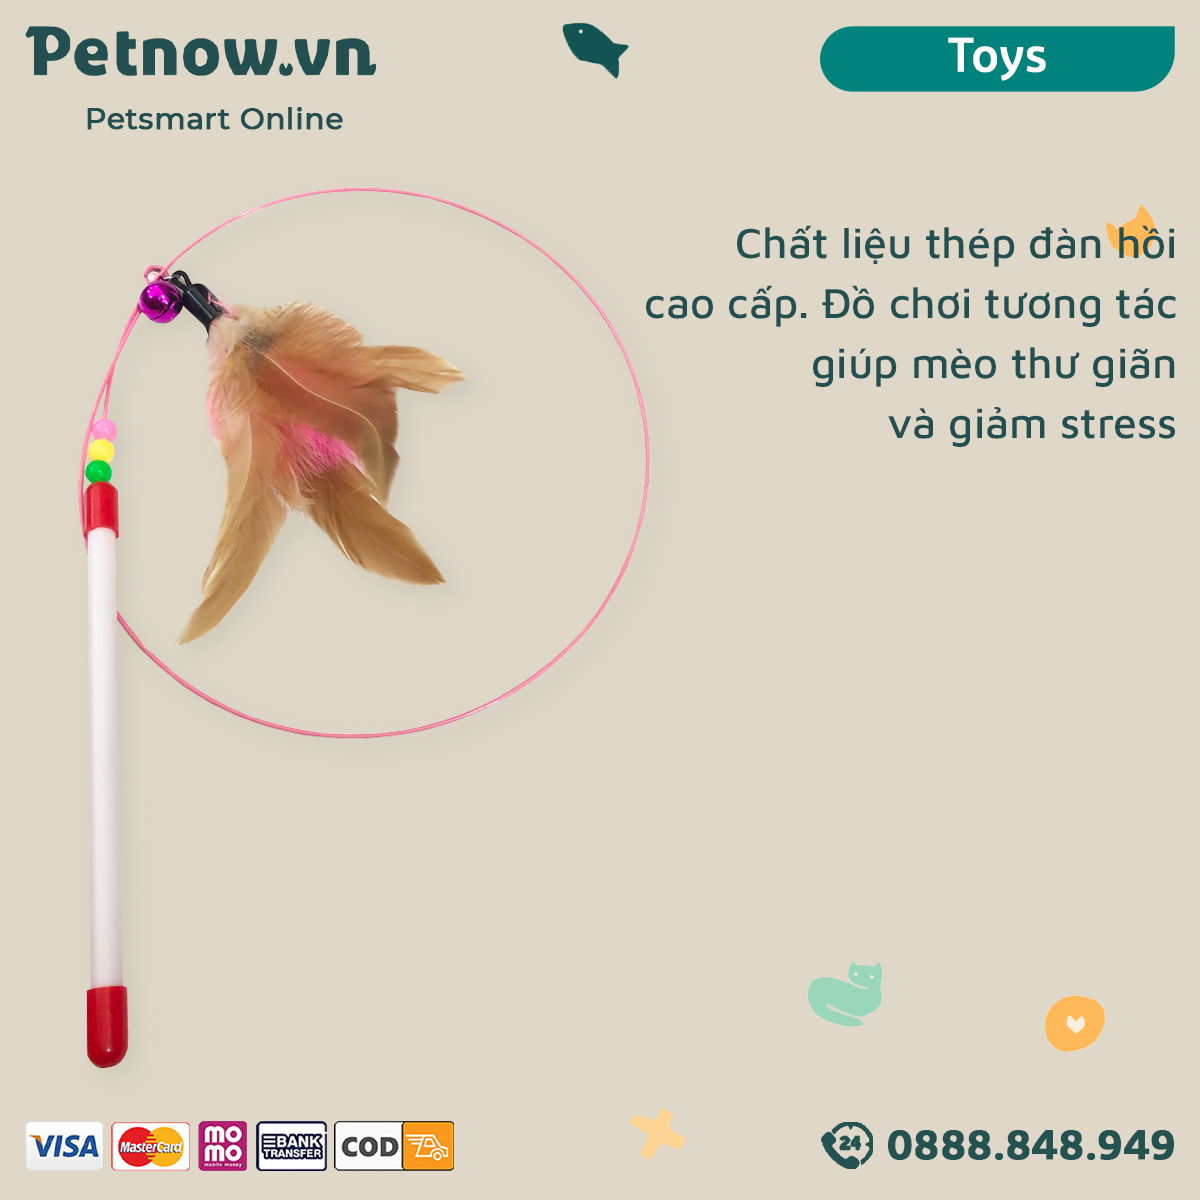 Petnow.vn
Petsmart Online
Toys
Chất liệu thép đàn hồi
cao cấp. Đồ chơi tương tác
giúp mèo thư giãn
và giảm stress
VISA
MasterCard
mo
mo
mobile money
BANK
TRANSFER
COD
24
0888.848.949